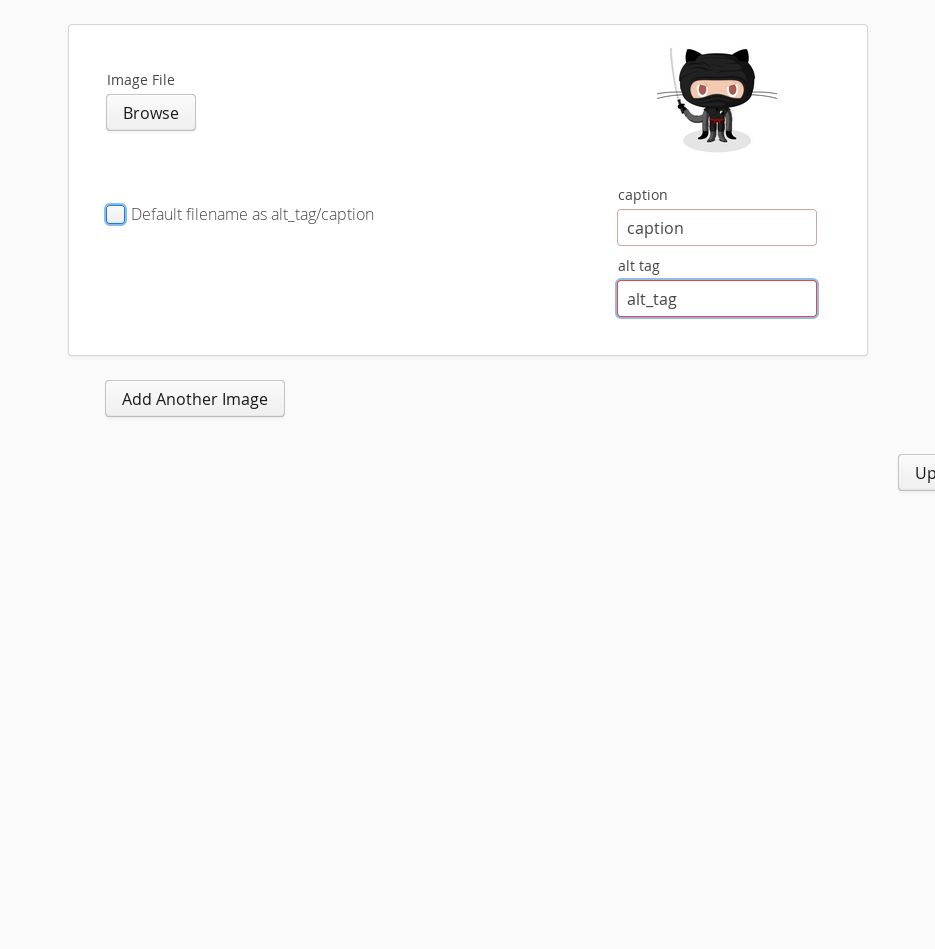 Image File
Browse
Default filename as alt_tag/caption
caption
caption
alt tag
alt_tag
Add Another Image
Up